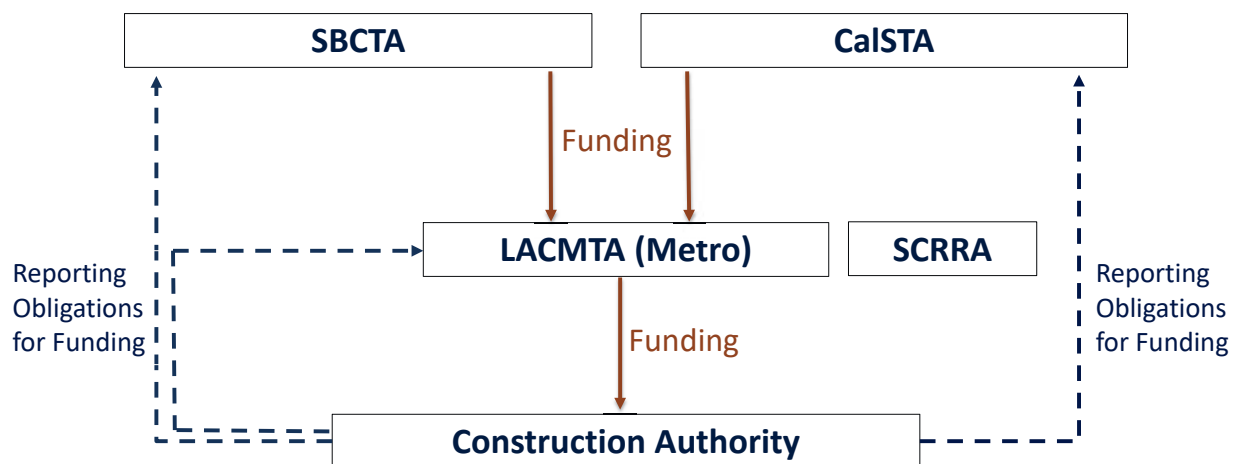 SBCTA
CalSTA
Funding
LACMTA (Metro)
SCRRA
Reporting
Obligations
for Funding
Reporting
Obligations
for Funding
Funding
Construction Authority